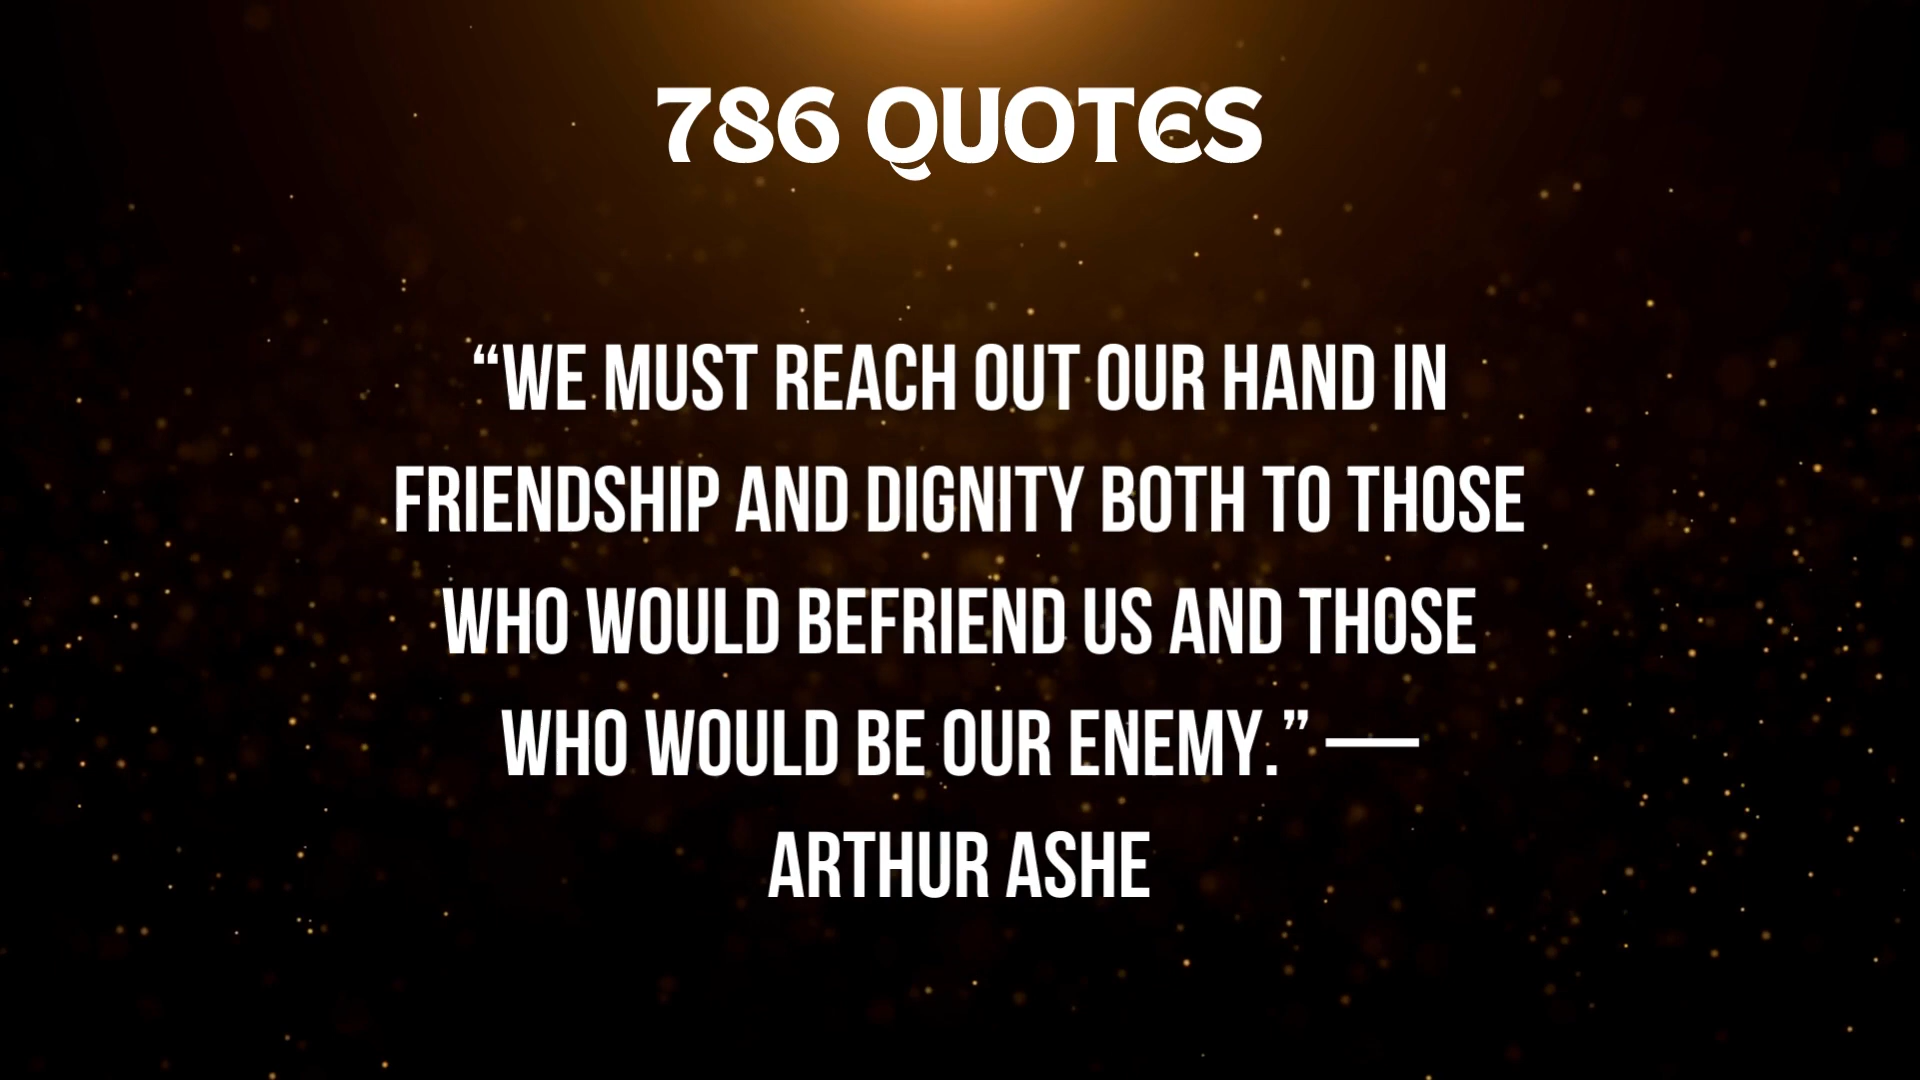 786 QUOTES
“WE MUST REACH OUT OUR HAND IN
FRIENDSHIP AND DIGNITY BOTH TO THOSE
WHO WOULD BEFRIEND US AND THOSE
WHO WOULD BE OUR ENEMY.” —
ARTHUR ASHE